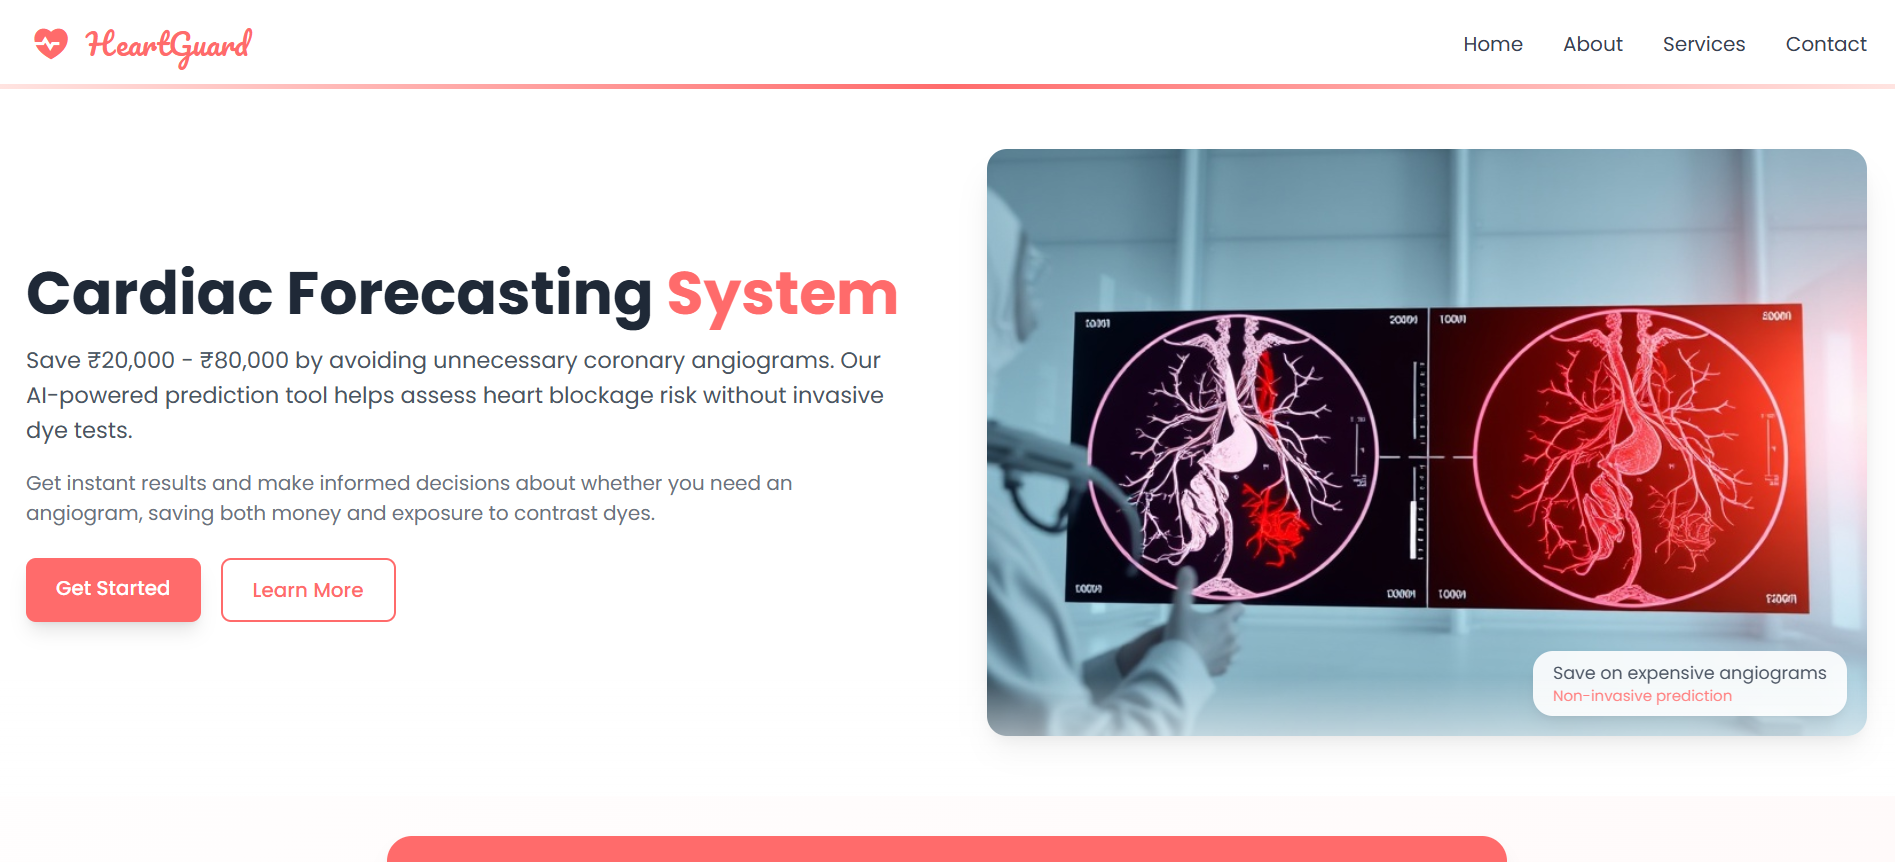 HeartGuard
Home
About
Services
Contact
Cardiac Forecasting System
Save ₹20,000 - ₹80,000 by avoiding unnecessary coronary angiograms. Our
AI-powered prediction tool helps assess heart blockage risk without invasive
dye tests.
Get instant results and make informed decisions about whether you need an
angiogram, saving both money and exposure to contrast dyes.
Get Started
Learn More
Save on expensive angiograms
Non-invasive prediction